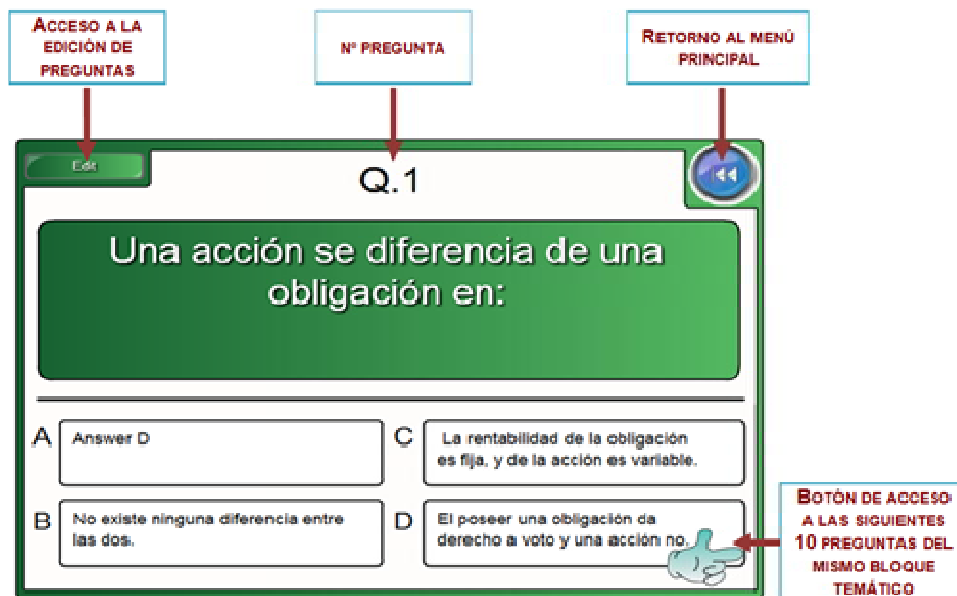 ACCESO A LA
EDICIÓN DE
PREGUNTAS
Nº PREGUNTA
RETORNO AL MENÚ
PRINCIPAL
Edit
Q.1
Una acción se diferencia de una
obligación en:
A
Answer D
C
La rentabilidad de la obligación
es fija, y de la acción es variable.
B
No existe ninguna diferencia entre
las dos.
D
El poseer una obligación da
derecho a voto y una acción no.
BOTÓN DE ACCESO
A LAS SIGUIENTES
10 PREGUNTAS DEL
MISMO BLOQUE
TEMÁTICO